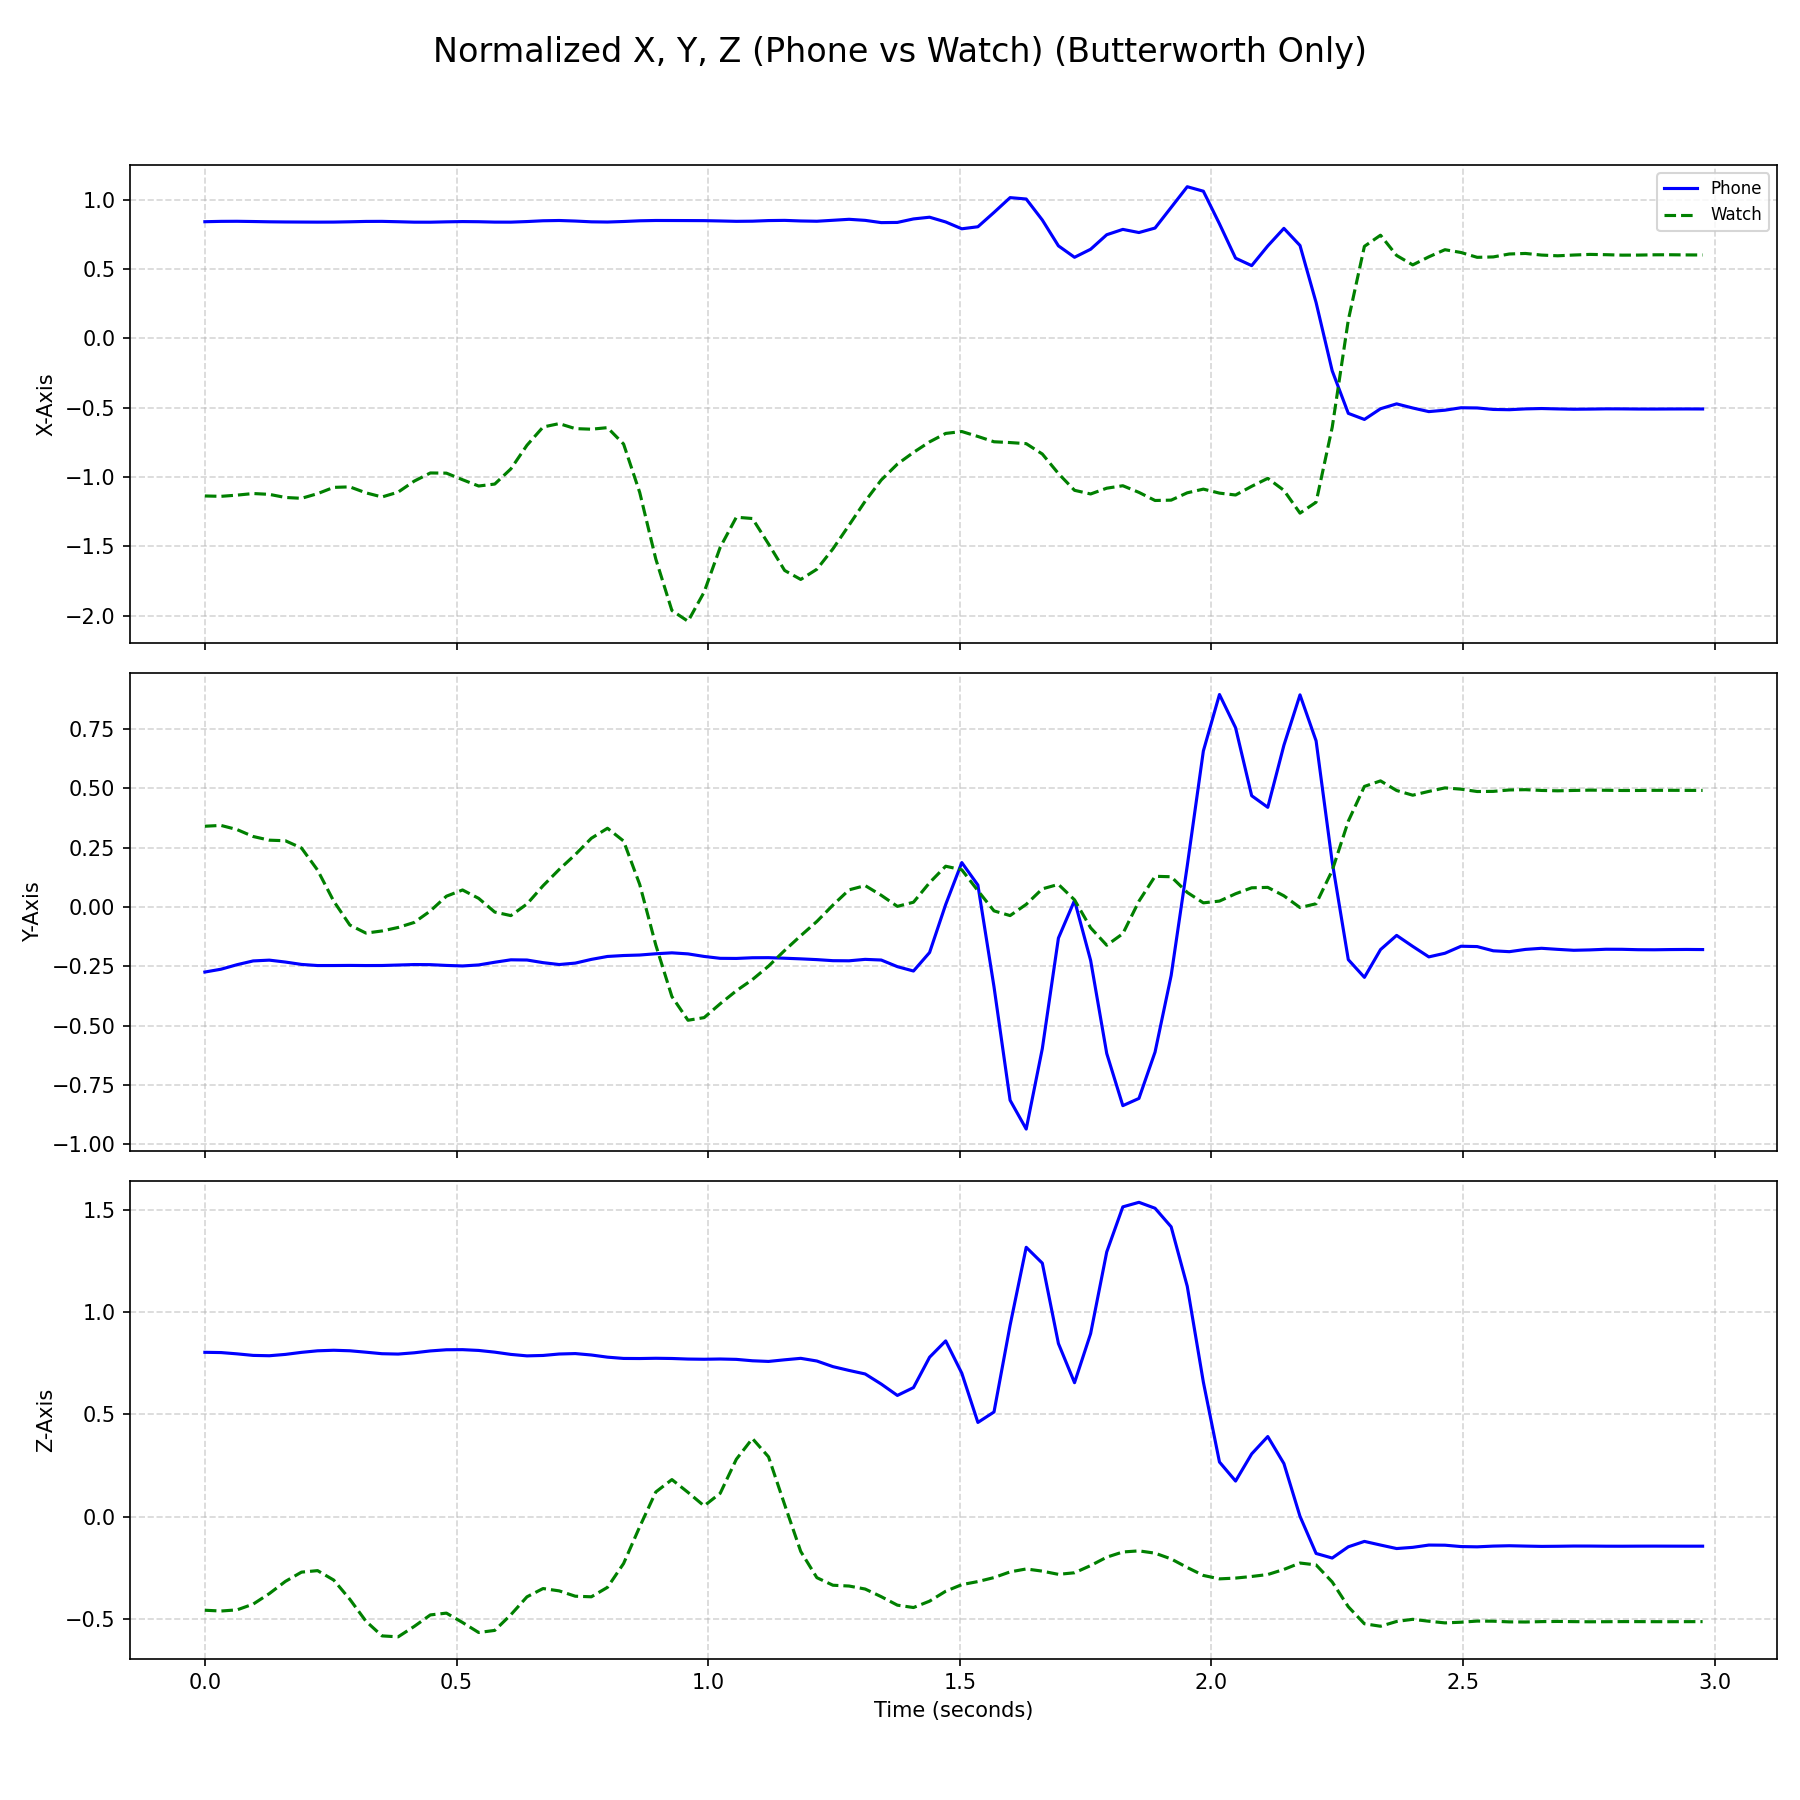 Normalized X, Y, Z (Phone vs Watch) (Butterworth Only)
Phone
Watch
1.0
0.5
0.0
−0.5
−1.0
−1.5
−2.0
X-Axis
0.75
0.50
0.25
0.00
−0.25
−0.50
−0.75
−1.00
Y-Axis
1.5
1.0
0.5
0.0
−0.5
Z-Axis
0.0 0.5 1.0 1.5 2.0 2.5 3.0
Time (seconds)